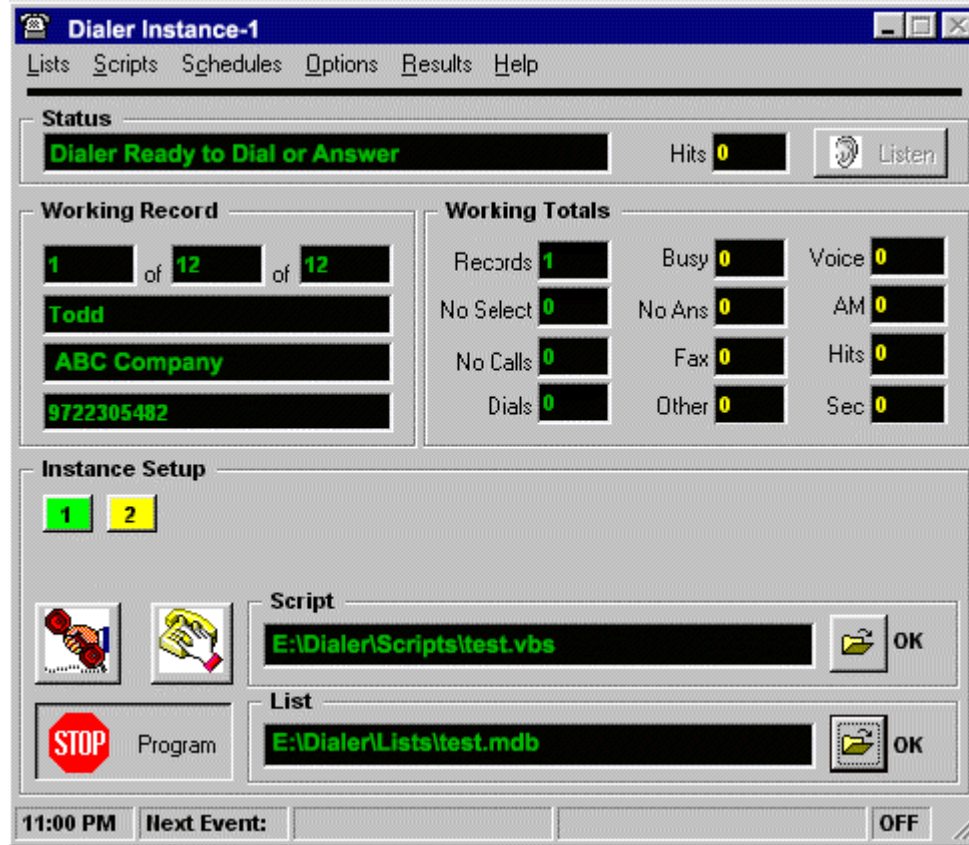 Dialer Instance-1
Lists Scripts Schedules Options Results Help
Status
Dialer Ready to Dial or Answer Hits 0 Listen
Working Record Working Totals
1 of 12 of 12 Records 1 Busy 0 Voice 0
Todd No Select 0 No Ans 0 AM 0
ABC Company No Calls 0 Fax 0 Hits 0
9722305482 Dials 0 Other 0 Sec 0
Instance Setup
1 2
Script
E:\Dialer\Scripts\test.vbs OK
List
STOP Program E:\Dialer\Lists\test.mdb OK
11:00 PM Next Event: OFF